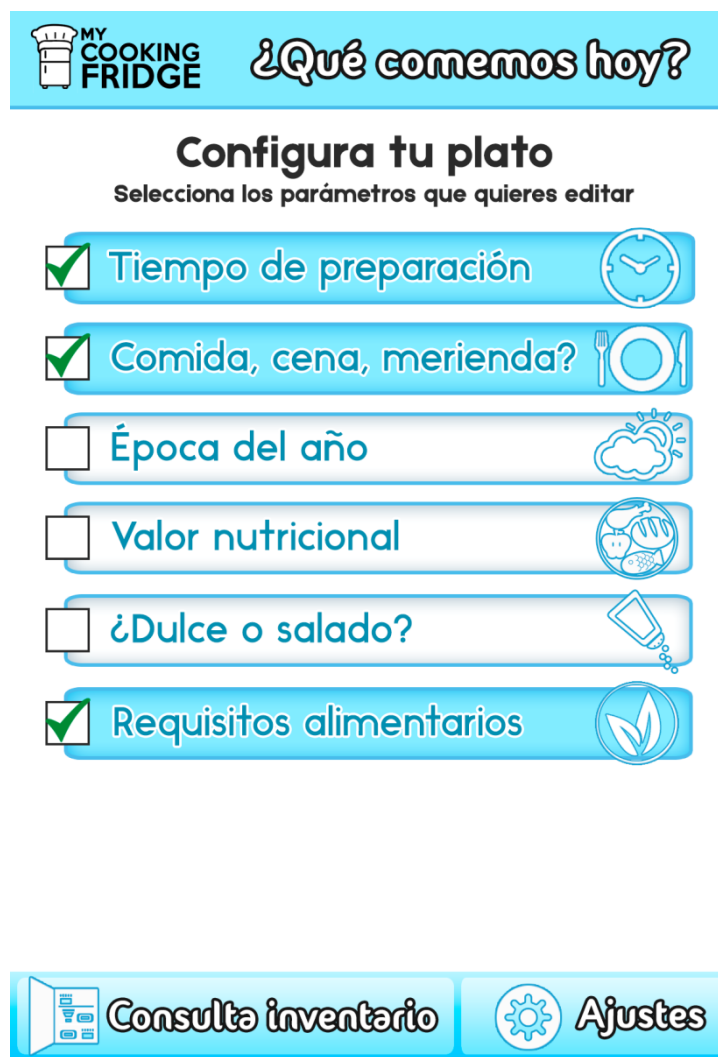 MY
COOKING
FRIDGE
¿Qué comemos hoy?
Configura tu plato
Selecciona los parámetros que quieres editar
Tiempo de preparación
Comida, cena, merienda?
Época del año
Valor nutricional
¿Dulce o salado?
Requisitos alimentarios
Consulta inventario
Ajustes